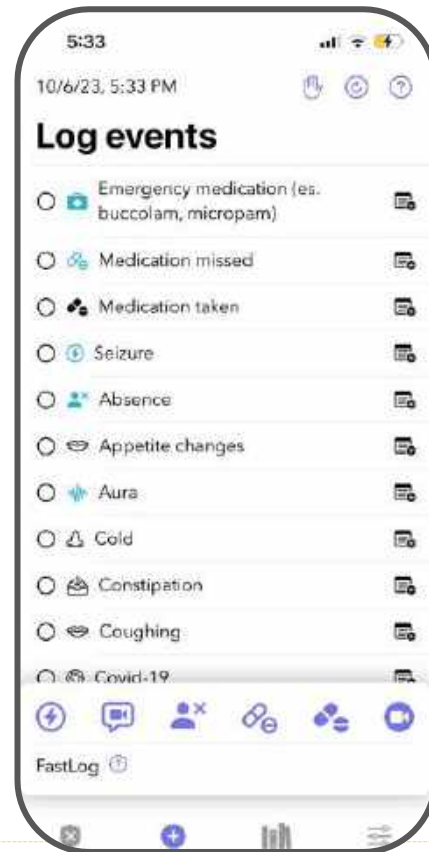 5:33
10/6/23, 5:33 PM
Log events
Emergency medication (es.
buccolam, micropam)
Medication missed
Medication taken
Seizure
Absence
Appetite changes
Aura
Cold
Constipation
Coughing
Covid-19
FastLog